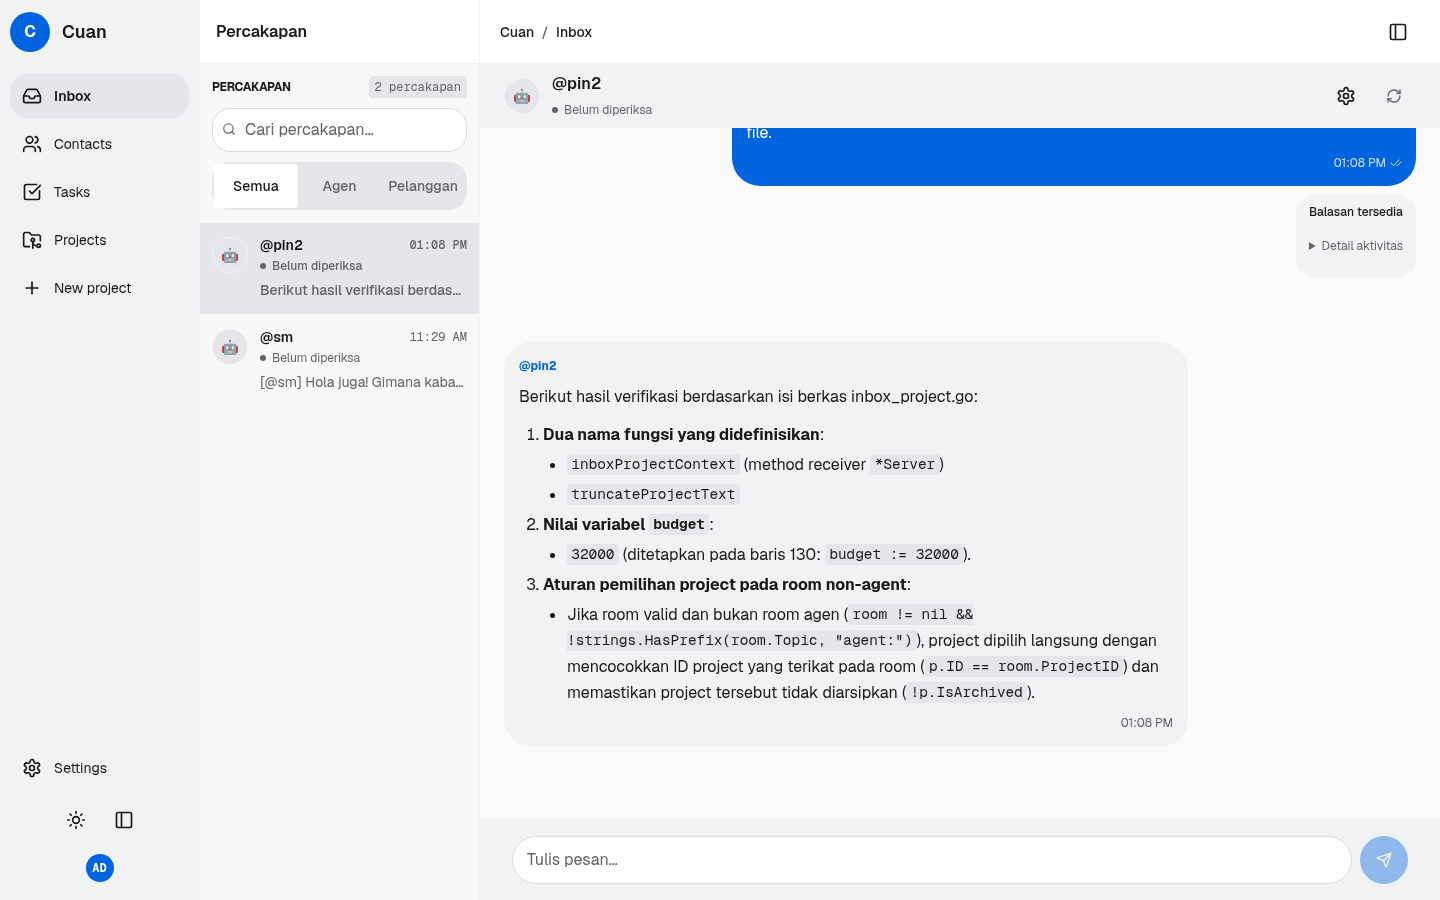 C Cuan
Inbox
Contacts
Tasks
Projects
New project
Settings
AD
Percakapan
PERCAKAPAN 2 percakapan
Cari percakapan...
Semua Agen Pelanggan
@pin2 01:08 PM
Belum diperiksa
Berikut hasil verifikasi berdas...
@sm 11:29 AM
Belum diperiksa
[@sm] Hola juga! Gimana kaba...
Cuan / Inbox
@pin2
Belum diperiksa
file.
01:08 PM
Balasan tersedia
Detail aktivitas
@pin2
Berikut hasil verifikasi berdasarkan isi berkas inbox_project.go:
1. Dua nama fungsi yang didefinisikan:
• inboxProjectContext (method receiver *Server)
• truncateProjectText
2. Nilai variabel budget:
• 32000 (ditetapkan pada baris 130: budget := 32000).
3. Aturan pemilihan project pada room non-agent:
• Jika room valid dan bukan room agen (room != nil &&
!strings.HasPrefix(room.Topic, "agent:")), project dipilih langsung dengan
mencocokkan ID project yang terikat pada room (p.ID == room.ProjectID) dan
memastikan project tersebut tidak diarsipkan (!p.IsArchived).
01:08 PM
Tulis pesan...